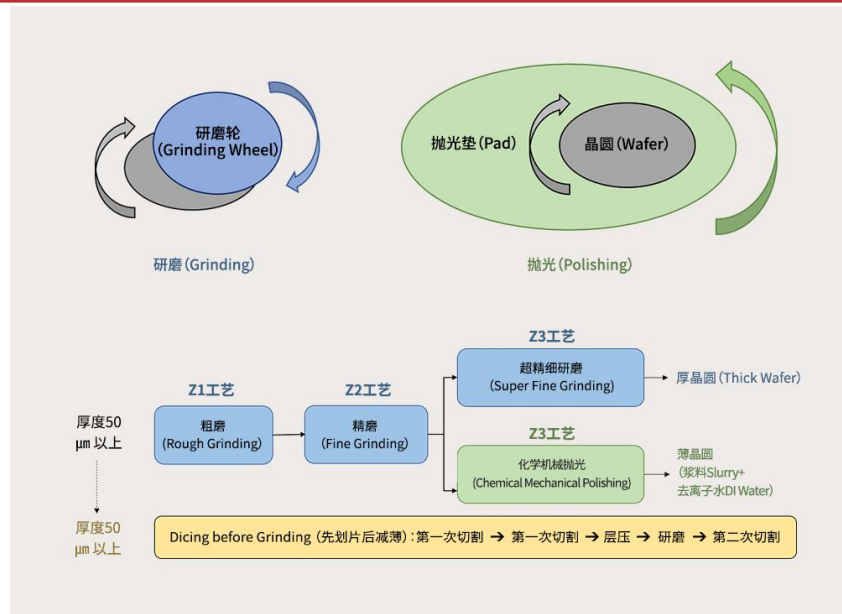 研磨轮
(Grinding Wheel)
抛光垫(Pad)
晶圆(Wafer)
研磨(Grinding)
抛光(Polishing)
Z3工艺
超精细研磨
(Super Fine Grinding)
厚晶圆(Thick Wafer)
Z1工艺
Z2工艺
厚度50
μm 以上
粗磨
(Rough Grinding)
精磨
(Fine Grinding)
Z3工艺
化学机械抛光
(Chemical Mechanical Polishing)
薄晶圆
(浆料Slurry+
去离子水DI Water)
厚度50
μm 以上
Dicing before Grinding (先划片后减薄):第一次切割 → 第一次切割 → 层压 → 研磨 → 第二次切割